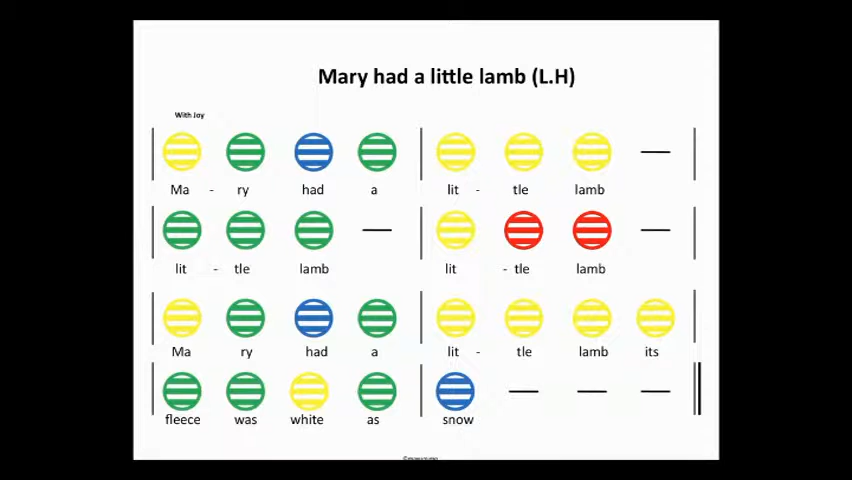 Mary had a little lamb (L.H)
With Joy
Ma - ry had a lit - tle lamb
lit - tle lamb lit - tle lamb
Ma ry had a lit - tle lamb its
fleece was white as snow